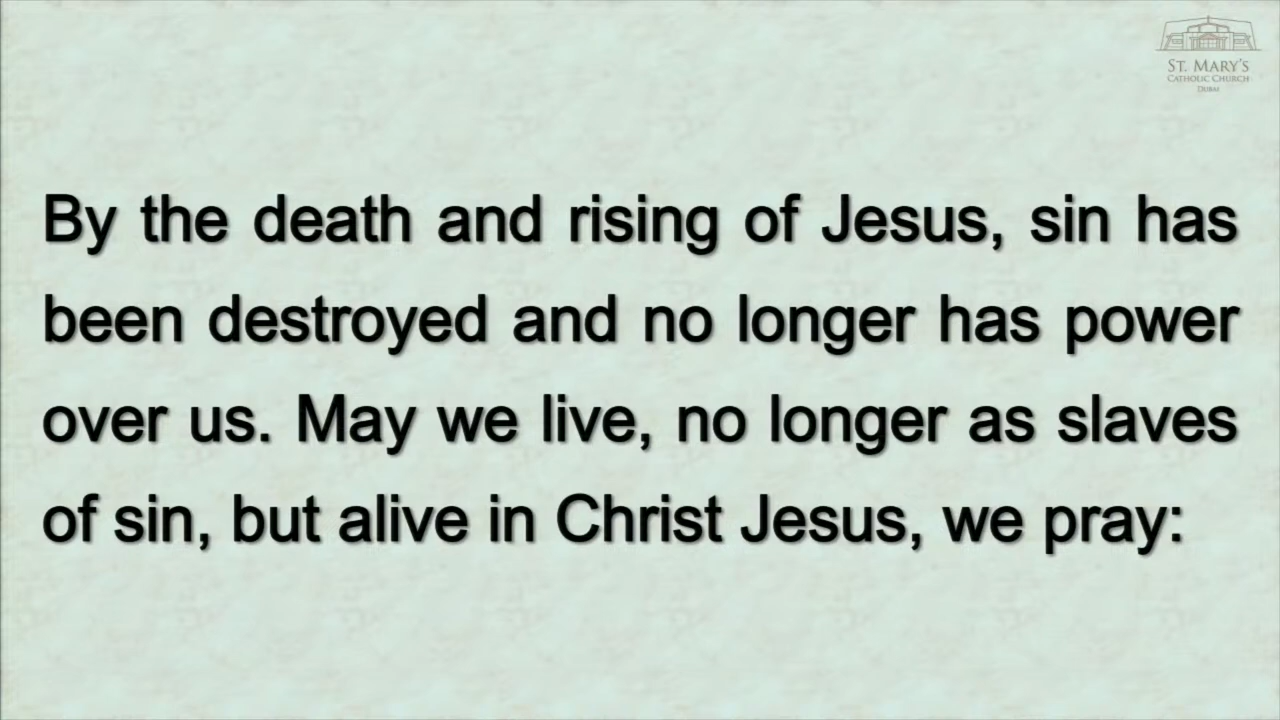 ST. MARY'S
CATHOLIC CHURCH
DUBAI
By the death and rising of Jesus, sin has
been destroyed and no longer has power
over us. May we live, no longer as slaves
of sin, but alive in Christ Jesus, we pray: